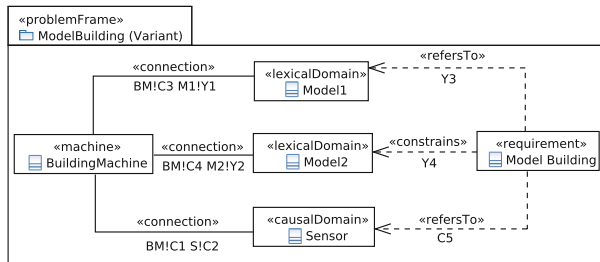 «problemFrame»
ModelBuilding (Variant)
«connection»
BM!C3 M1!Y1
«lexicalDomain»
Model1
«refersTo»
Y3
«machine»
BuildingMachine
«connection»
BM!C4 M2!Y2
«lexicalDomain»
Model2
«constrains»
Y4
«requirement»
Model Building
«connection»
BM!C1 S!C2
«causalDomain»
Sensor
«refersTo»
C5